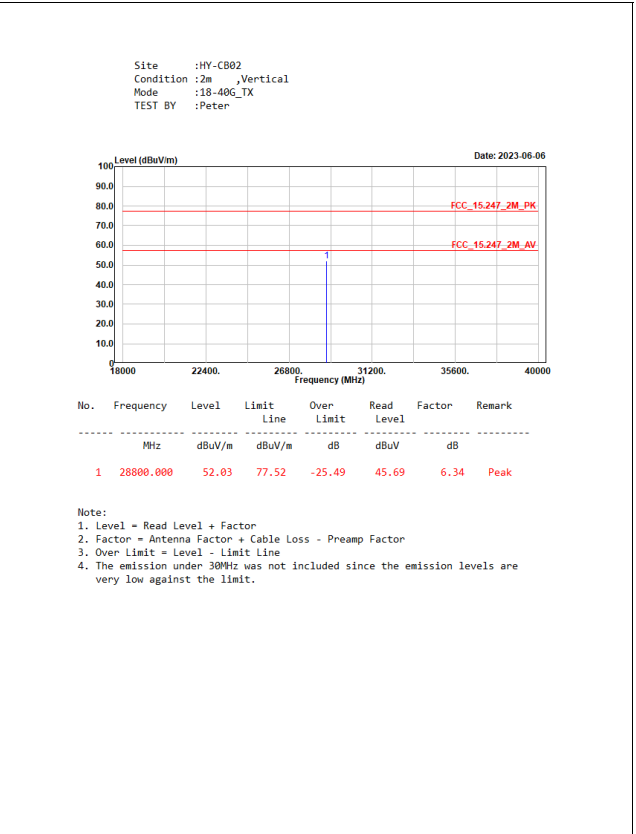 Site :HY-CB02
Condition :2m ,Vertical
Mode :18-40G_TX
TEST BY :Peter
Level (dBuV/m)
Date: 2023-06-06
100
90.0
80.0
70.0
60.0
50.0
40.0
30.0
20.0
10.0
0
FCC_15.247_2M_PK
FCC_15.247_2M_AV
1
18000 22400. 26800. 31200. 35600. 40000
Frequency (MHz)
No. Frequency Level Limit Over Read Factor Remark
Line Limit Level
------ ----------- -------- --------- --------- --------- -------- ---------
MHz dBuV/m dBuV/m dB dBuV dB
1 28800.000 52.03 77.52 -25.49 45.69 6.34 Peak
Note:
1. Level = Read Level + Factor
2. Factor = Antenna Factor + Cable Loss - Preamp Factor
3. Over Limit = Level - Limit Line
4. The emission under 30MHz was not included since the emission levels are
very low against the limit.